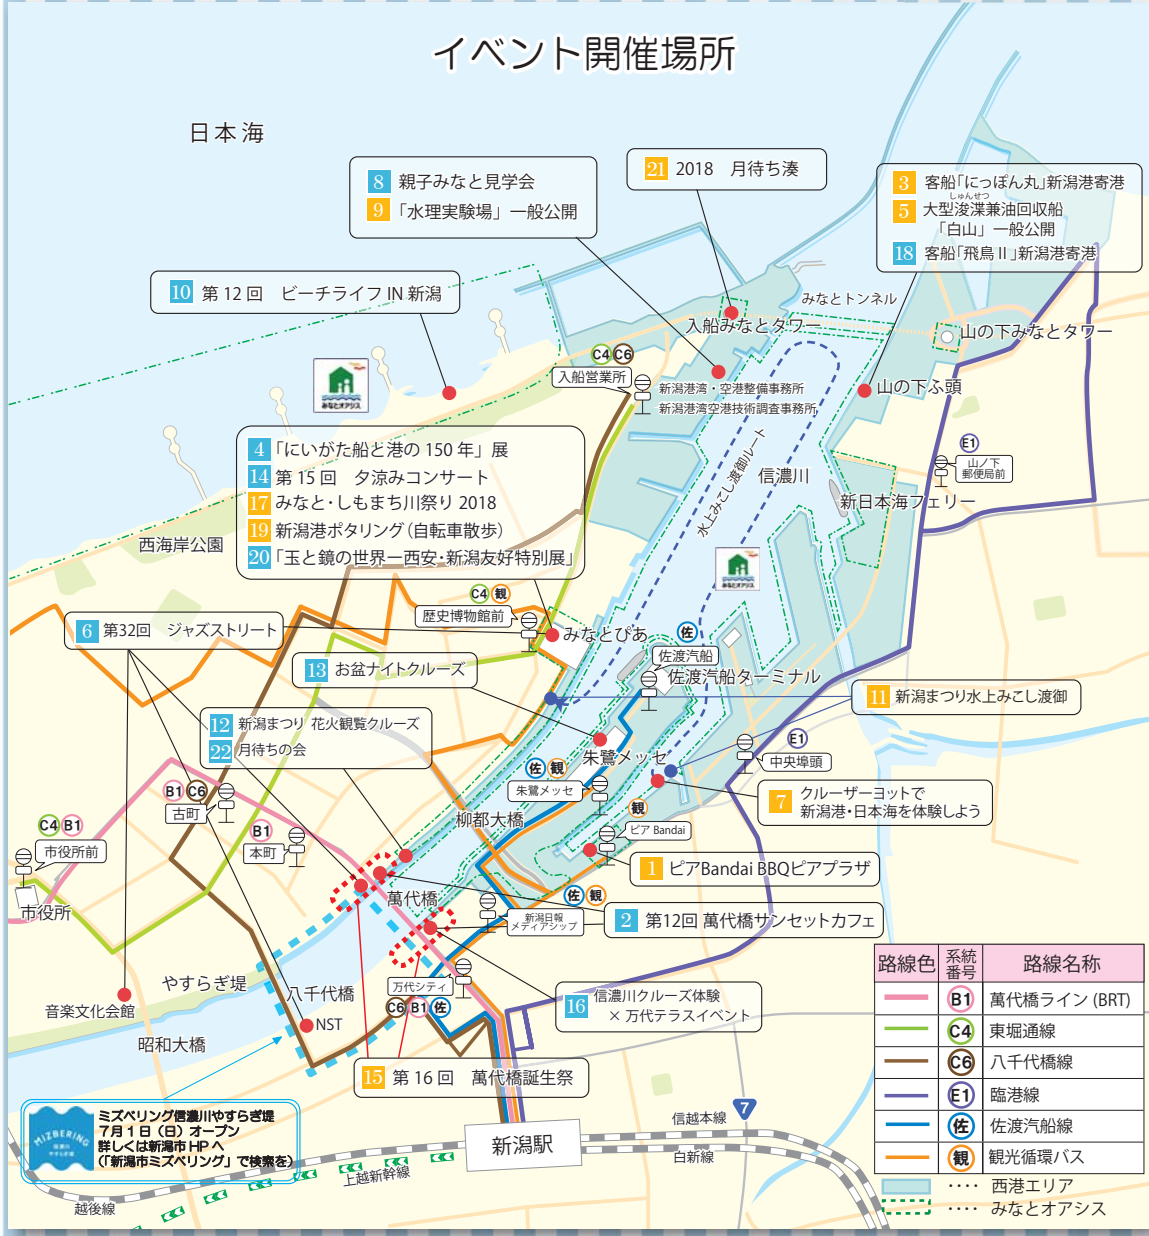 イベント開催場所
日本海
8 親子みなと見学会
9 「水理実験場」一般公開
21 2018 月待ち湊
3 客船「にっぽん丸」新潟港寄港
しゅんせつ
5 大型浚渫兼油回収船
「白山」一般公開
18 客船「飛鳥Ⅱ」新潟港寄港
10 第12回 ビーチライフ IN 新潟
みなとトンネル
入船みなとタワー
山の下みなとタワー
C4 C6
入船営業所
みなとオアシス
新潟港湾・空港整備事務所
新潟港湾空港技術調査事務所
山の下ふ頭
4 「にいがた船と港の150年」展
14 第15回 夕涼みコンサート
17 みなと・しもまち川祭り 2018
19 新潟港ポタリング(自転車散歩)
20 「玉と鏡の世界ー西安・新潟友好特別展」
E1
山ノ下
郵便局前
水上みこし渡御ルート
信濃川
新日本海フェリー
西海岸公園
みなとオアシス
C4 観
歴史博物館前
6 第32回 ジャズストリート
みなとぴあ
佐
佐渡汽船
佐渡汽船ターミナル
13 お盆ナイトクルーズ
11 新潟まつり水上みこし渡御
12 新潟まつり 花火観覧クルーズ
22 月待ちの会
朱鷺メッセ
E1
中央埠頭
佐 観
朱鷺メッセ
7 クルーザーヨットで
新潟港・日本海を体験しよう
B1 C6
古町
観
ピア Bandai
柳都大橋
C4 B1
市役所前
B1
本町
1 ピアBandai BBQピアプラザ
市役所
萬代橋
佐 観
新潟日報
メディアシップ
2 第12回 萬代橋サンセットカフェ
やすらぎ堤
八千代橋
万代シティ
C6 B1 佐
16 信濃川クルーズ体験
× 万代テラスイベント
音楽文化会館
NST
昭和大橋
15 第16回 萬代橋誕生祭
MIZBERING
信濃川
やすらぎ堤
ミズベリング信濃川やすらぎ堤
7月1日(日)オープン
詳しくは新潟市HPへ
(「新潟市ミズベリング」で検索を)
新潟駅
信越本線
7
白新線
上越新幹線
越後線
路線色 系統番号 路線名称
B1 萬代橋ライン (BRT)
C4 東堀通線
C6 八千代橋線
E1 臨港線
佐 佐渡汽船線
観 観光循環バス
‥‥ 西港エリア
‥‥ みなとオアシス